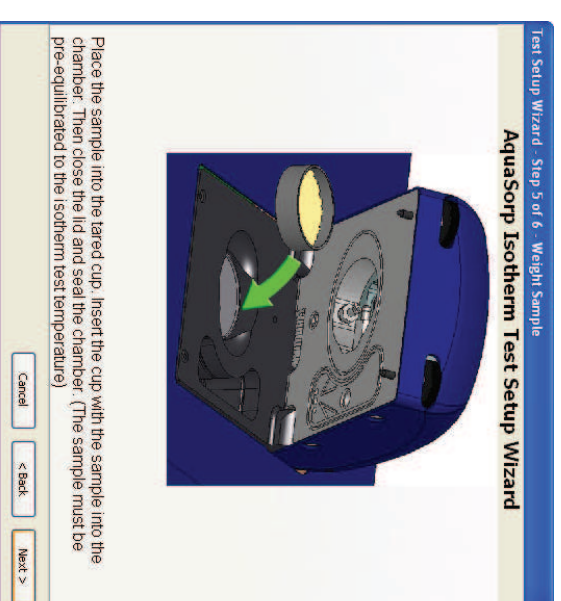 Test Setup Wizard - Step 5 of 6 - Weight Sample
AquaSorp Isotherm Test Setup Wizard
Place the sample into the tared cup. Insert the cup with the sample into the
chamber. Then close the lid and seal the chamber. (The sample must be
pre-equilibrated to the isotherm test temperature)
Cancel
< Back
Next >